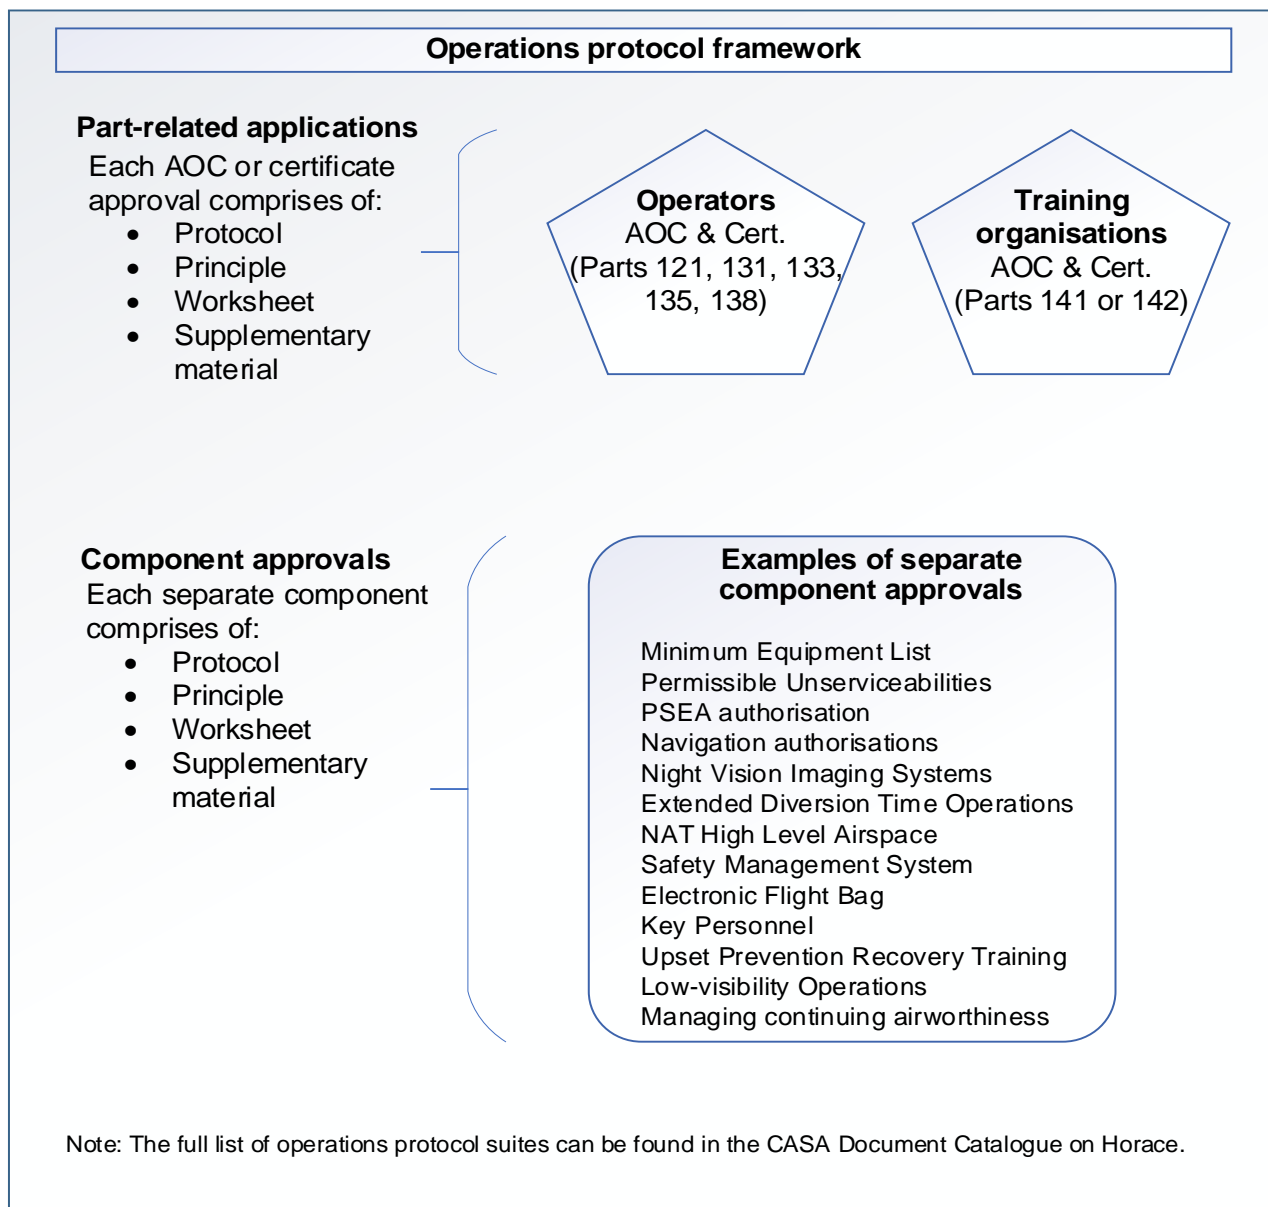 Operations protocol framework
Part-related applications
Each AOC or certificate
approval comprises of:
• Protocol
• Principle
• Worksheet
• Supplementary
material
Operators
AOC & Cert.
(Parts 121, 131, 133,
135, 138)
Training
organisations
AOC & Cert.
(Parts 141 or 142)
Component approvals
Each separate component
comprises of:
• Protocol
• Principle
• Worksheet
• Supplementary
material
Examples of separate
component approvals
Minimum Equipment List
Permissible Unserviceabilities
PSEA authorisation
Navigation authorisations
Night Vision Imaging Systems
Extended Diversion Time Operations
NAT High Level Airspace
Safety Management System
Electronic Flight Bag
Key Personnel
Upset Prevention Recovery Training
Low-visibility Operations
Managing continuing airworthiness
Note: The full list of operations protocol suites can be found in the CASA Document Catalogue on Horace.